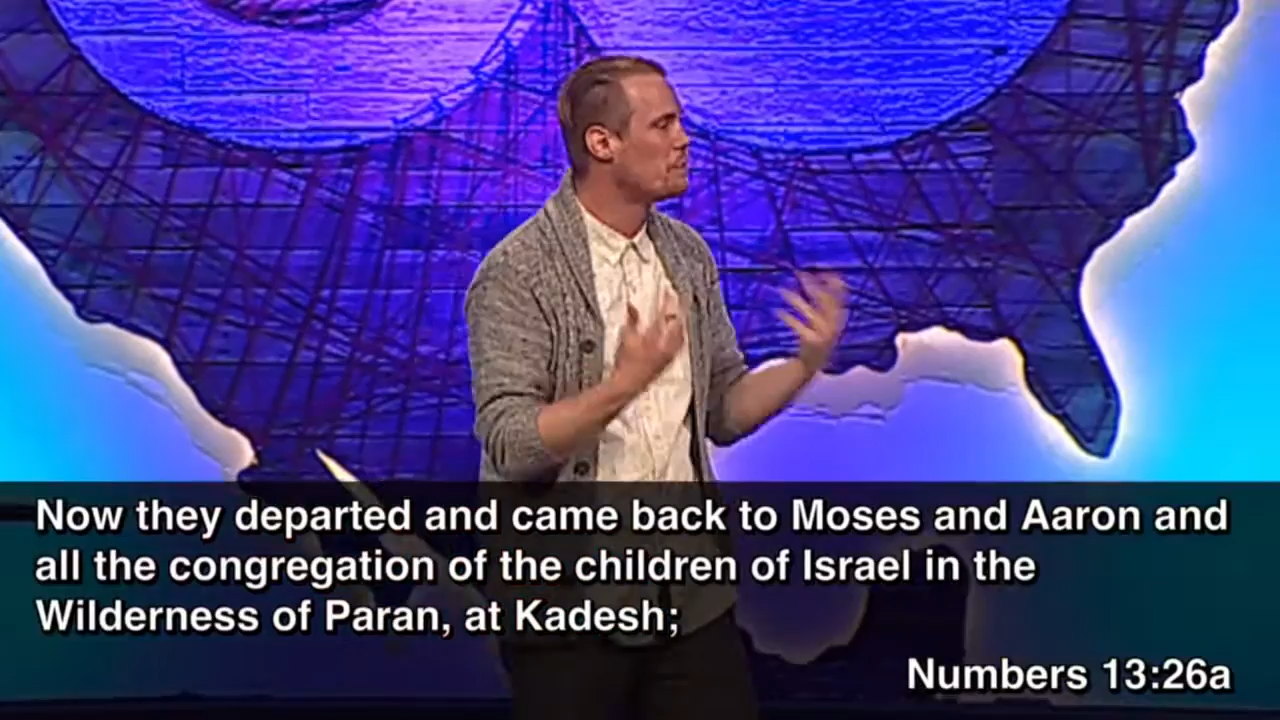 Now they departed and came back to Moses and Aaron and
all the congregation of the children of Israel in the
Wilderness of Paran, at Kadesh;
Numbers 13:26a